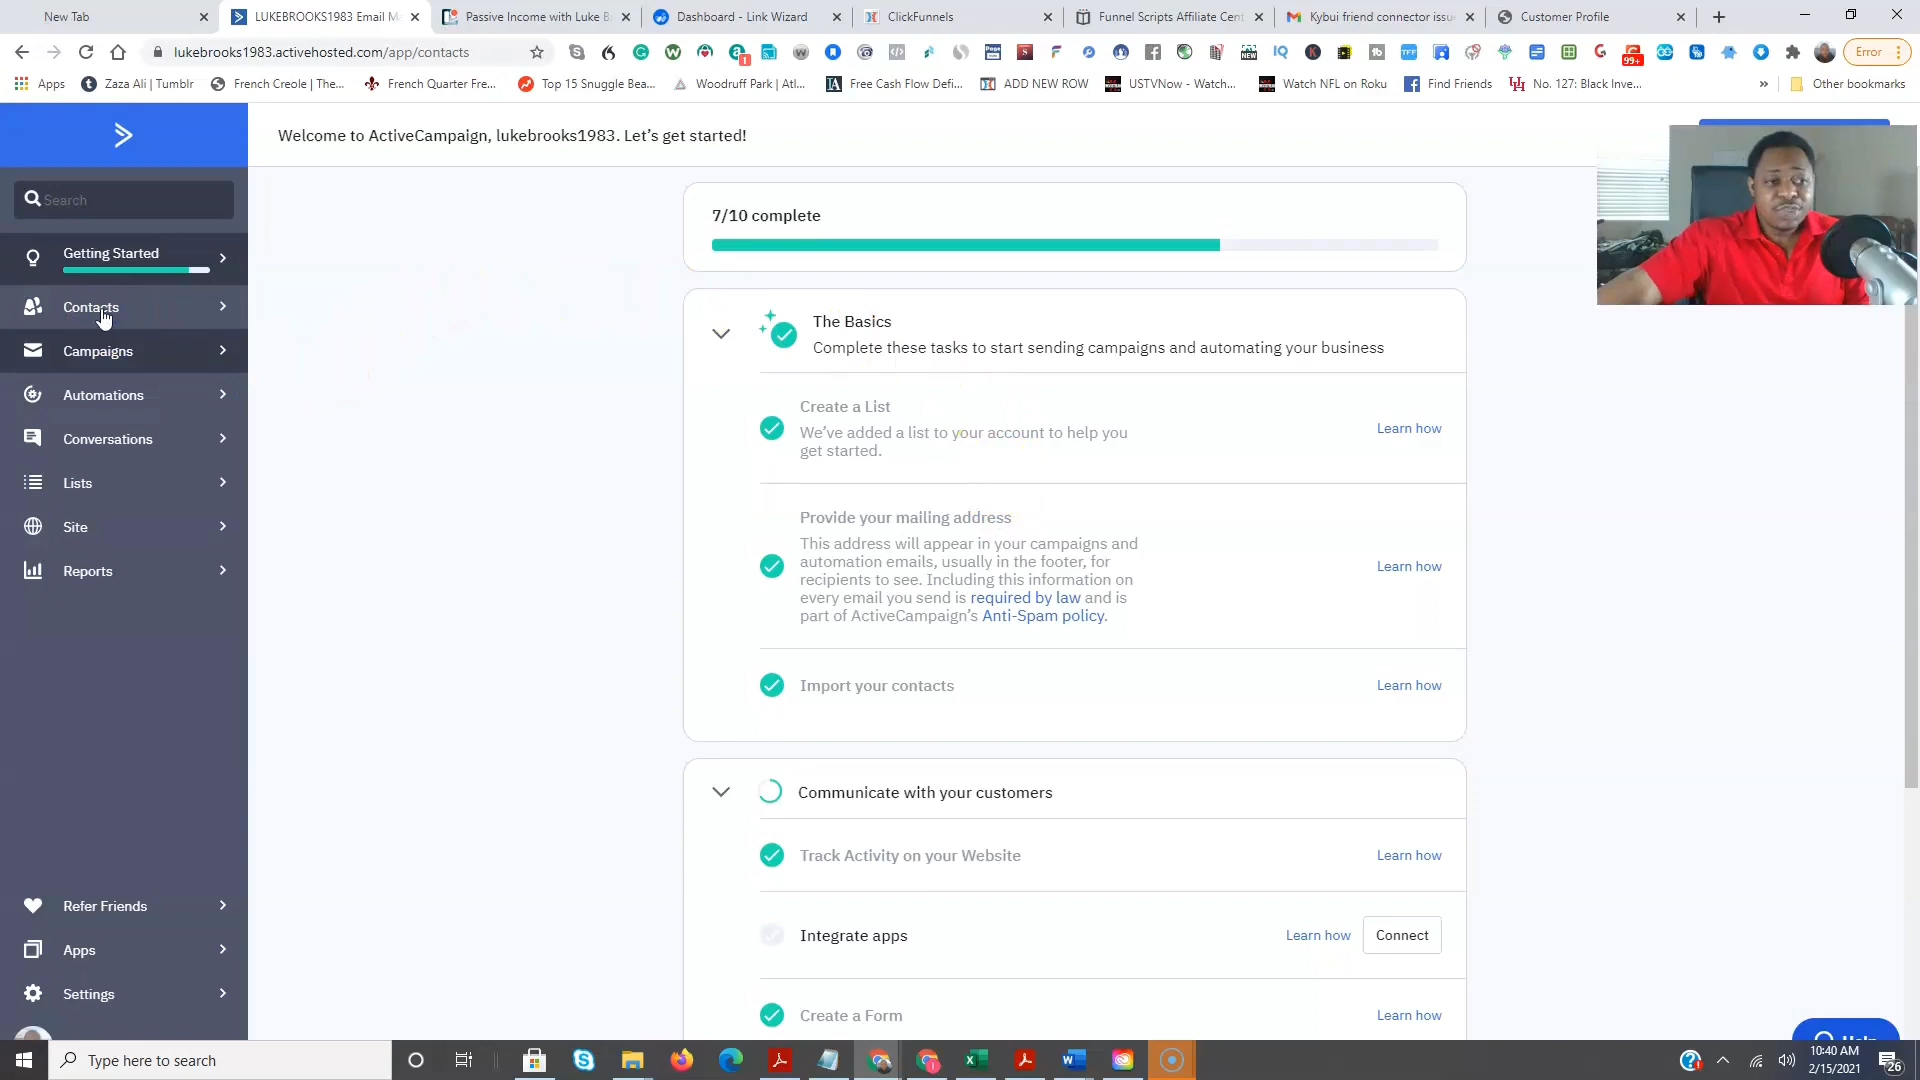 New Tab
LUKEBROOKS1983 Email Ma
Passive Income with Luke B
Dashboard - Link Wizard
ClickFunnels
Funnel Scripts Affiliate Cent
Kybui friend connector issu
Customer Profile
lukebrooks1983.activehosted.com/app/contacts
Error
Apps
Zaza Ali | Tumblr
French Creole | The...
French Quarter Fre...
Top 15 Snuggle Bea...
Woodruff Park | Atl...
Free Cash Flow Defi...
ADD NEW ROW
USTVNow - Watch...
Watch NFL on Roku
Find Friends
No. 127: Black Inve...
Other bookmarks
Welcome to ActiveCampaign, lukebrooks1983. Let's get started!
Search
Getting Started
Contacts
Campaigns
Automations
Conversations
Lists
Site
Reports
Refer Friends
Apps
Settings
7/10 complete
The Basics
Complete these tasks to start sending campaigns and automating your business
Create a List
We've added a list to your account to help you
get started.
Learn how
Provide your mailing address
This address will appear in your campaigns and
automation emails, usually in the footer, for
recipients to see. Including this information on
every email you send is required by law and is
part of ActiveCampaign's Anti-Spam policy.
Learn how
Import your contacts
Learn how
Communicate with your customers
Track Activity on your Website
Learn how
Integrate apps
Learn how
Connect
Create a Form
Learn how
Help
Type here to search
10:40 AM
2/15/2021
26